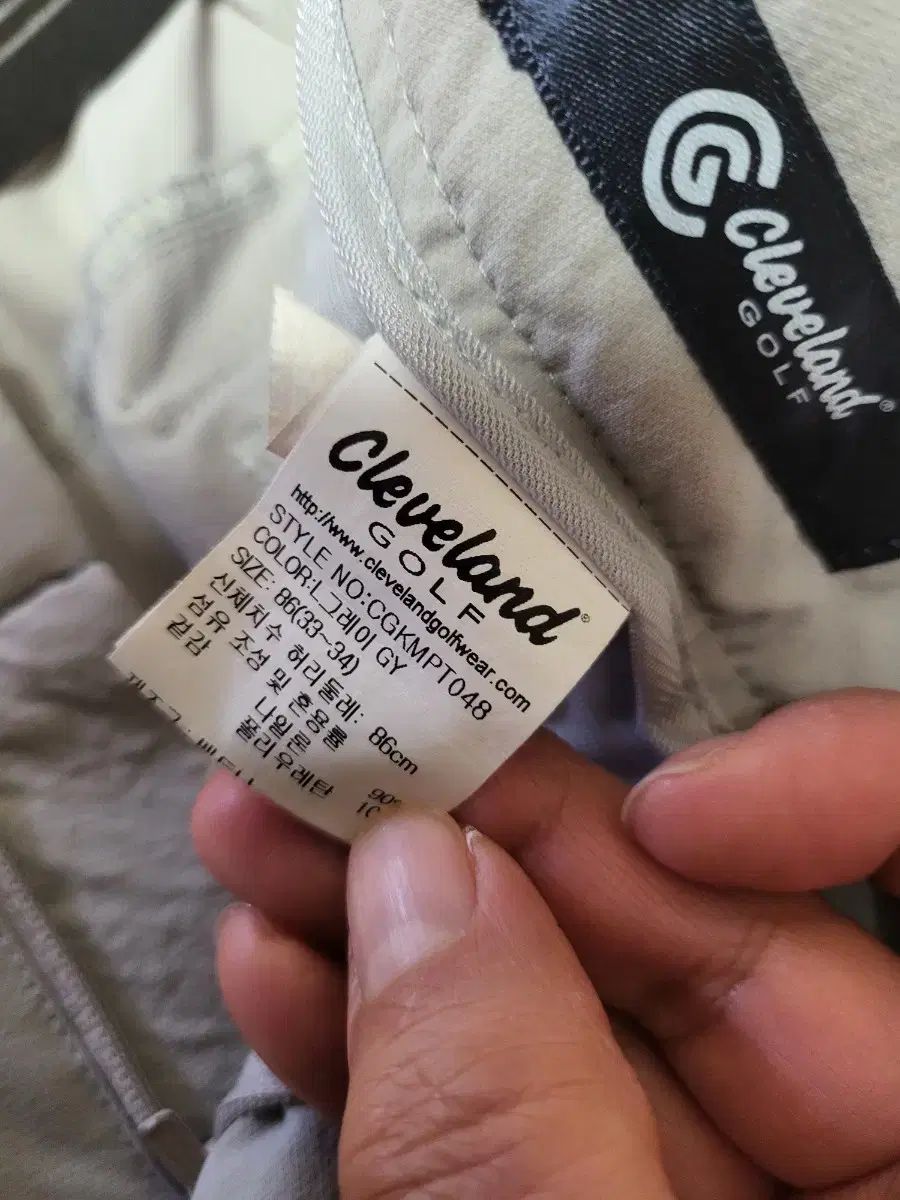 Cleveland®
GOLF
Cleveland®
GOLF
http://www.clevelandgolfwear.com
STYLE NO:CGKMPT048
COLOR:L그레이 GY
SIZE: 86(33~34)
신체치수 허리둘레: 86cm
섬유 조성 및 혼용률
겉감 나일론 90
폴리우레탄 10